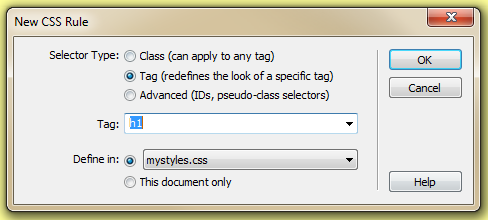 New CSS Rule
Selector Type: Class (can apply to any tag)
OK
Tag (redefines the look of a specific tag)
Cancel
Advanced (IDs, pseudo-class selectors)
Tag: h1
Define in: mystyles.css
This document only
Help